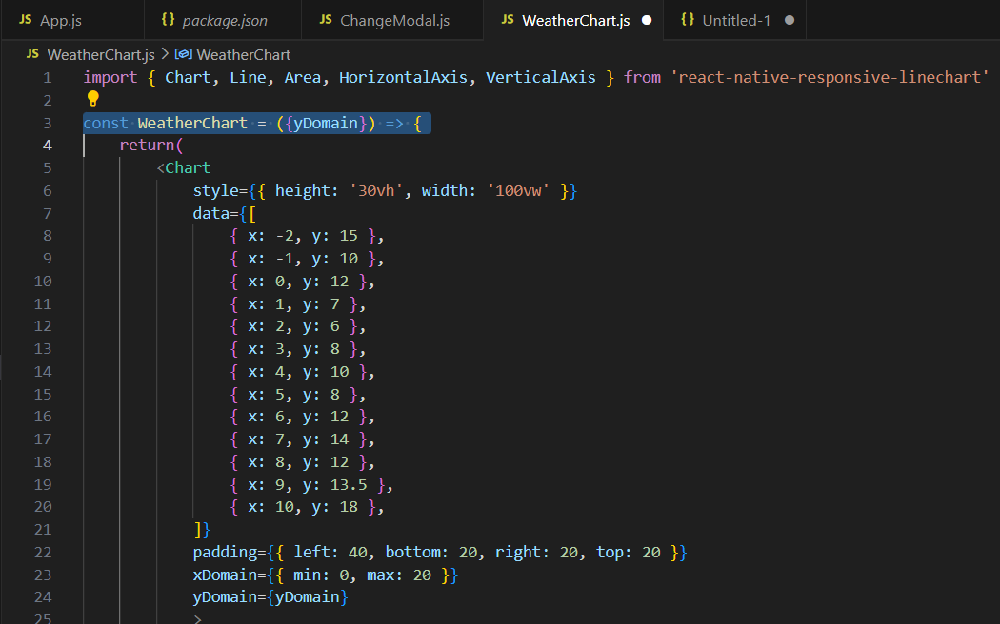 JS App.js {} package.json JS ChangeModal.js JS WeatherChart.js ● {} Untitled-1 ●
JS WeatherChart.js > WeatherChart
1 import { Chart, Line, Area, HorizontalAxis, VerticalAxis } from 'react-native-responsive-linechart'
2
3 const WeatherChart = ({yDomain}) => {
4 return(
5 <Chart
6 style={{ height: '30vh', width: '100vw' }}
7 data={[
8 { x: -2, y: 15 },
9 { x: -1, y: 10 },
10 { x: 0, y: 12 },
11 { x: 1, y: 7 },
12 { x: 2, y: 6 },
13 { x: 3, y: 8 },
14 { x: 4, y: 10 },
15 { x: 5, y: 8 },
16 { x: 6, y: 12 },
17 { x: 7, y: 14 },
18 { x: 8, y: 12 },
19 { x: 9, y: 13.5 },
20 { x: 10, y: 18 },
21 ]}
22 padding={{ left: 40, bottom: 20, right: 20, top: 20 }}
23 xDomain={{ min: 0, max: 20 }}
24 yDomain={yDomain}
25 >